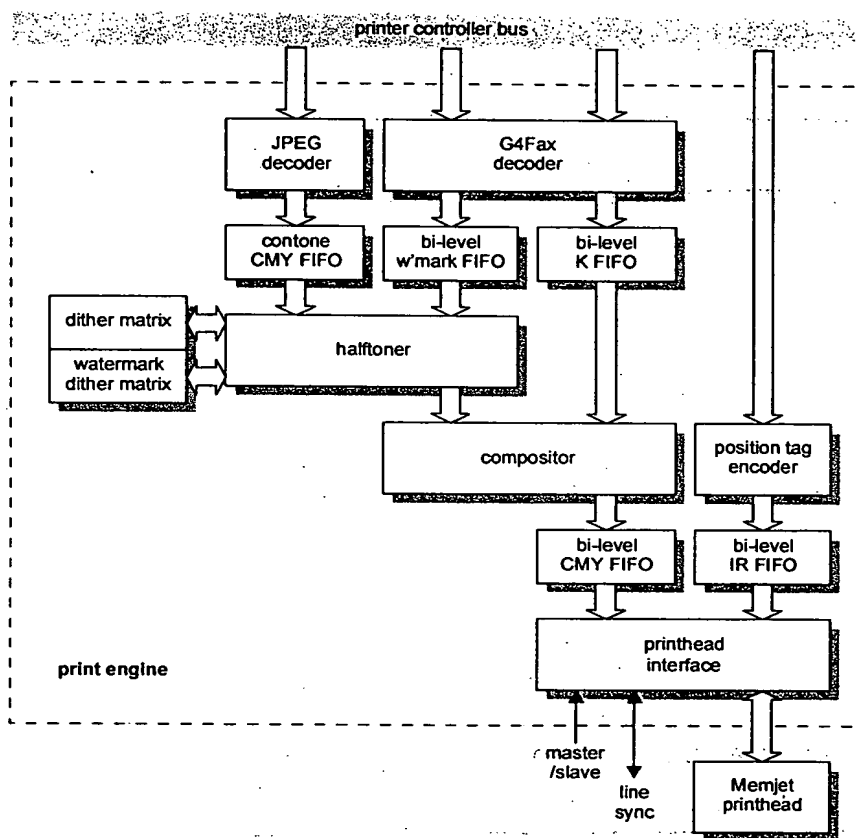 printer controller bus
JPEG
decoder
G4Fax
decoder
contone
CMY FIFO
bi-level
w'mark FIFO
bi-level
K FIFO
dither matrix
watermark
dither matrix
halftoner
compositor
position tag
encoder
bi-level
CMY FIFO
bi-level
IR FIFO
printhead
interface
print engine
master
/slave
line
sync
Memjet
printhead